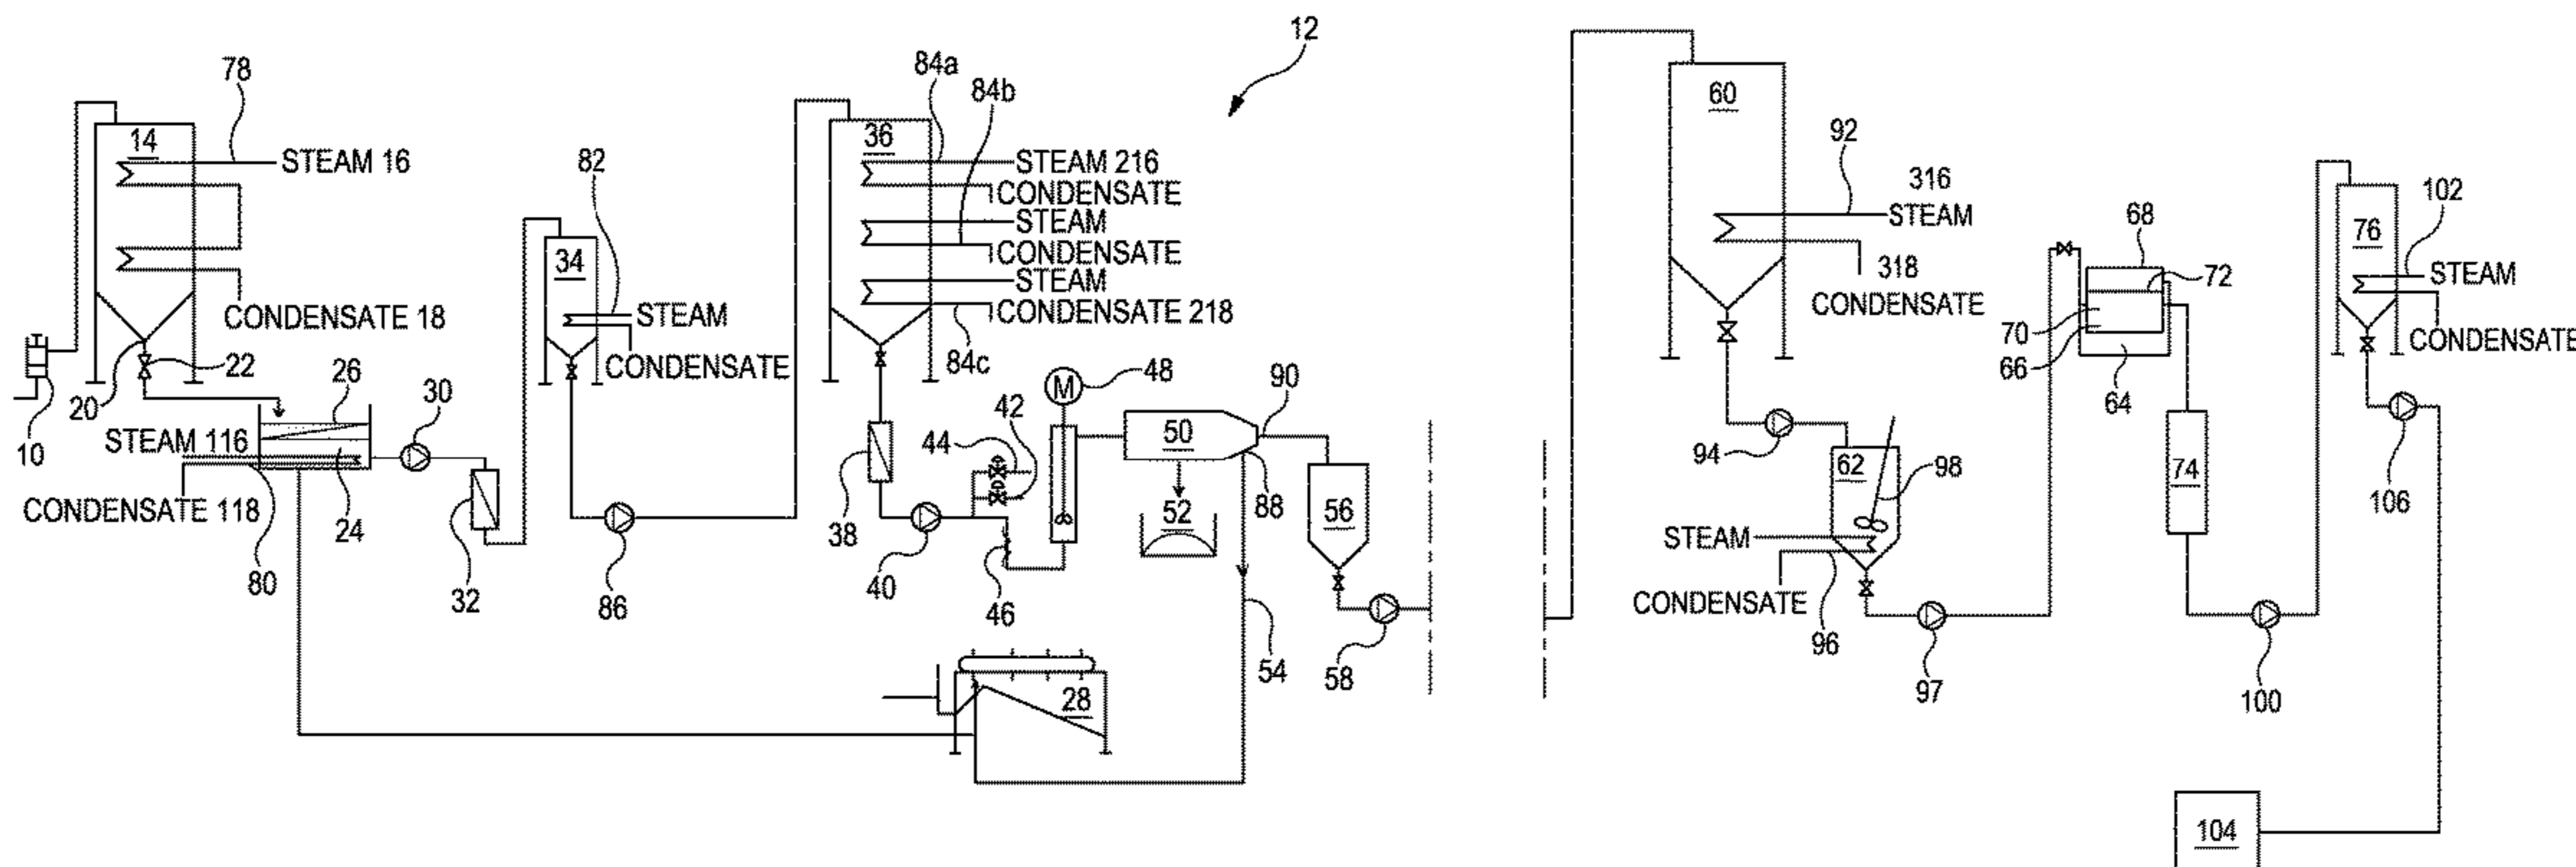 12
78
14
STEAM 16
CONDENSATE 18
20
22
10
26
30
STEAM 116
CONDENSATE 118
24
80
32
82
34
STEAM
CONDENSATE
86
84a
84b
36
STEAM 216
CONDENSATE
STEAM
CONDENSATE
STEAM
CONDENSATE 218
84c
M
48
38
44
42
40
46
50
90
52
88
56
58
54
28
60
92
316
STEAM
318
CONDENSATE
94
62
98
STEAM
CONDENSATE
96
97
68
72
70
66
64
74
100
76
102
STEAM
CONDENSATE
106
104